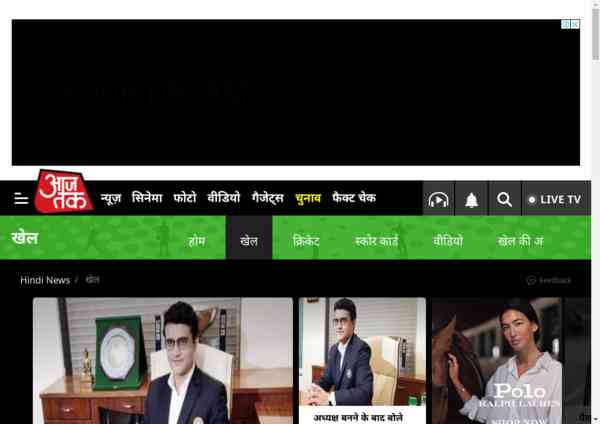 आज
तक
न्यूज़ सिनेमा फोटो वीडियो गैजेट्स चुनाव फैक्ट चेक
LIVE TV
खेल
होम खेल क्रिकेट स्कोर कार्ड वीडियो खेल की अ
Hindi News / खेल
Feedback
अध्यक्ष बनने के बाद बोले
Polo
RALPH LAUREN
SHOP NOW